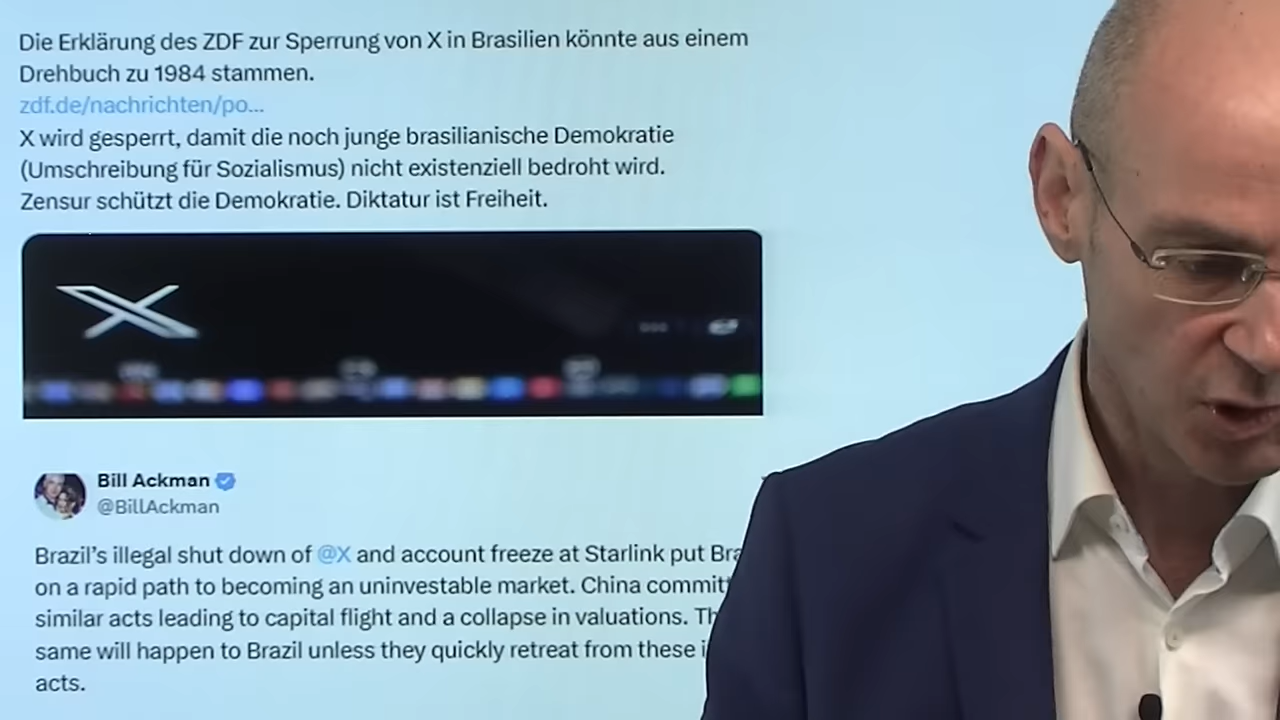 Die Erklärung des ZDF zur Sperrung von X in Brasilien könnte aus einem
Drehbuch zu 1984 stammen.
zdf.de/nachrichten/po...
X wird gesperrt, damit die noch junge brasilianische Demokratie
(Umschreibung für Sozialismus) nicht existenziell bedroht wird.
Zensur schützt die Demokratie. Diktatur ist Freiheit.
X
Bill Ackman
@BillAckman
Brazil’s illegal shut down of @X and account freeze at Starlink put
on a rapid path to becoming an uninvestable market. China
similar acts leading to capital flight and a collapse in valuations.
same will happen to Brazil unless they quickly retreat from these
acts.